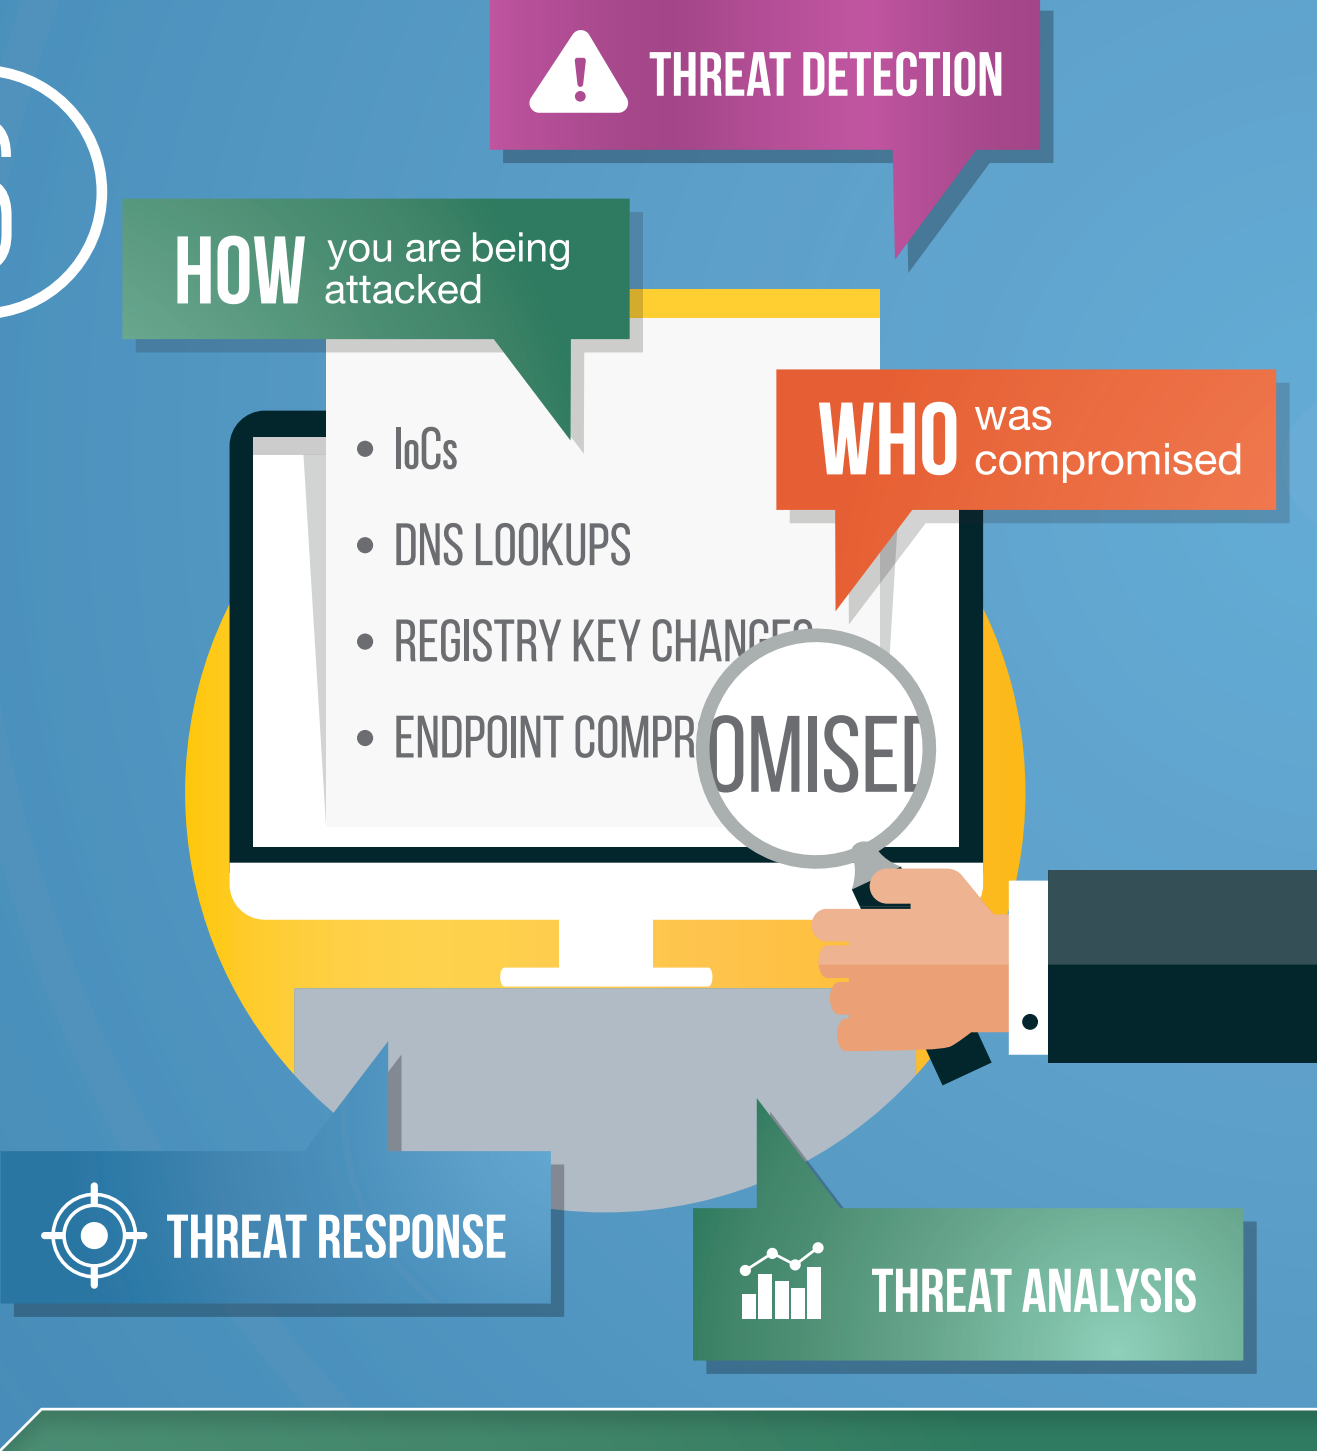 THREAT DETECTION
HOW you are being
attacked
WHO was
compromised
• IoCs
• DNS LOOKUPS
• REGISTRY KEY CHANGES
• ENDPOINT COMPROMISED
THREAT RESPONSE
THREAT ANALYSIS